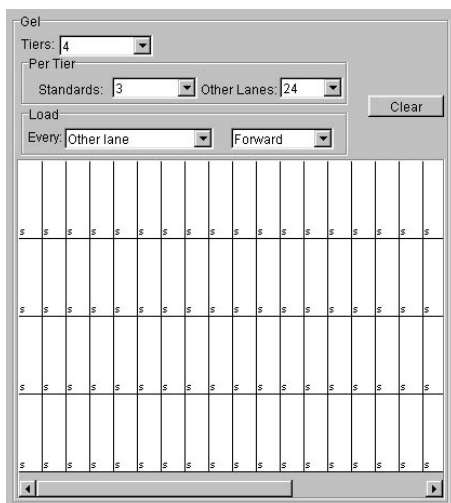 Gel
Tiers: 4
Per Tier
Standards: 3 Other Lanes: 24
Clear
Load
Every: Other lane Forward
s s s s s s s s s s s s s s s s s s
s s s s s s s s s s s s s s s s s s
s s s s s s s s s s s s s s s s s s
s s s s s s s s s s s s s s s s s s